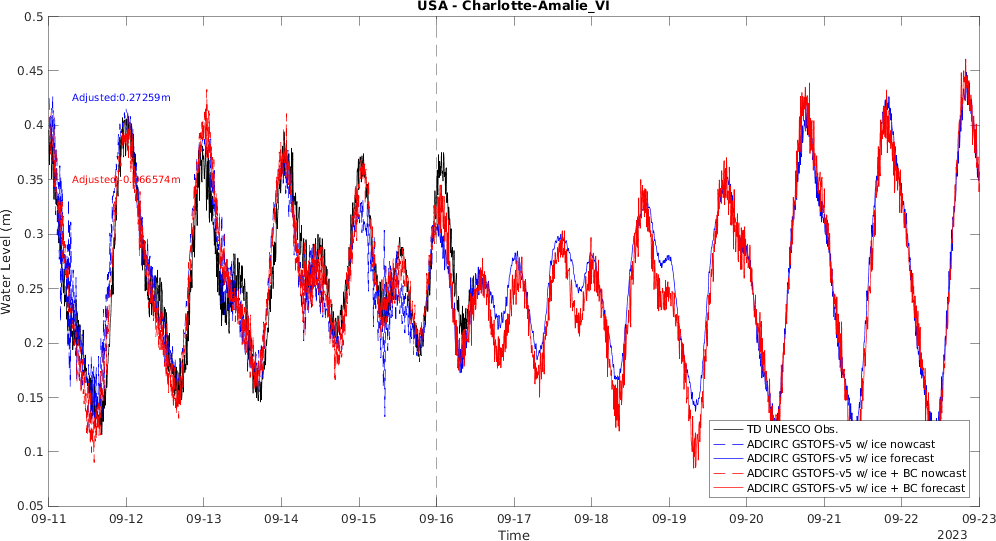 USA - Charlotte-Amalie_VI
0.5
0.45
0.4
0.35
0.3
0.25
0.2
0.15
0.1
0.05
Water Level (m)
Adjusted:0.27259m
TD UNESCO Obs.
ADCIRC GSTOFS-v5 w/ ice nowcast
ADCIRC GSTOFS-v5 w/ ice forecast
ADCIRC GSTOFS-v5 w/ ice + BC nowcast
ADCIRC GSTOFS-v5 w/ ice + BC forecast
09-11 09-12 09-13 09-14 09-15 09-16 09-17 09-18 09-19 09-20 09-21 09-22 09-23
Time
2023